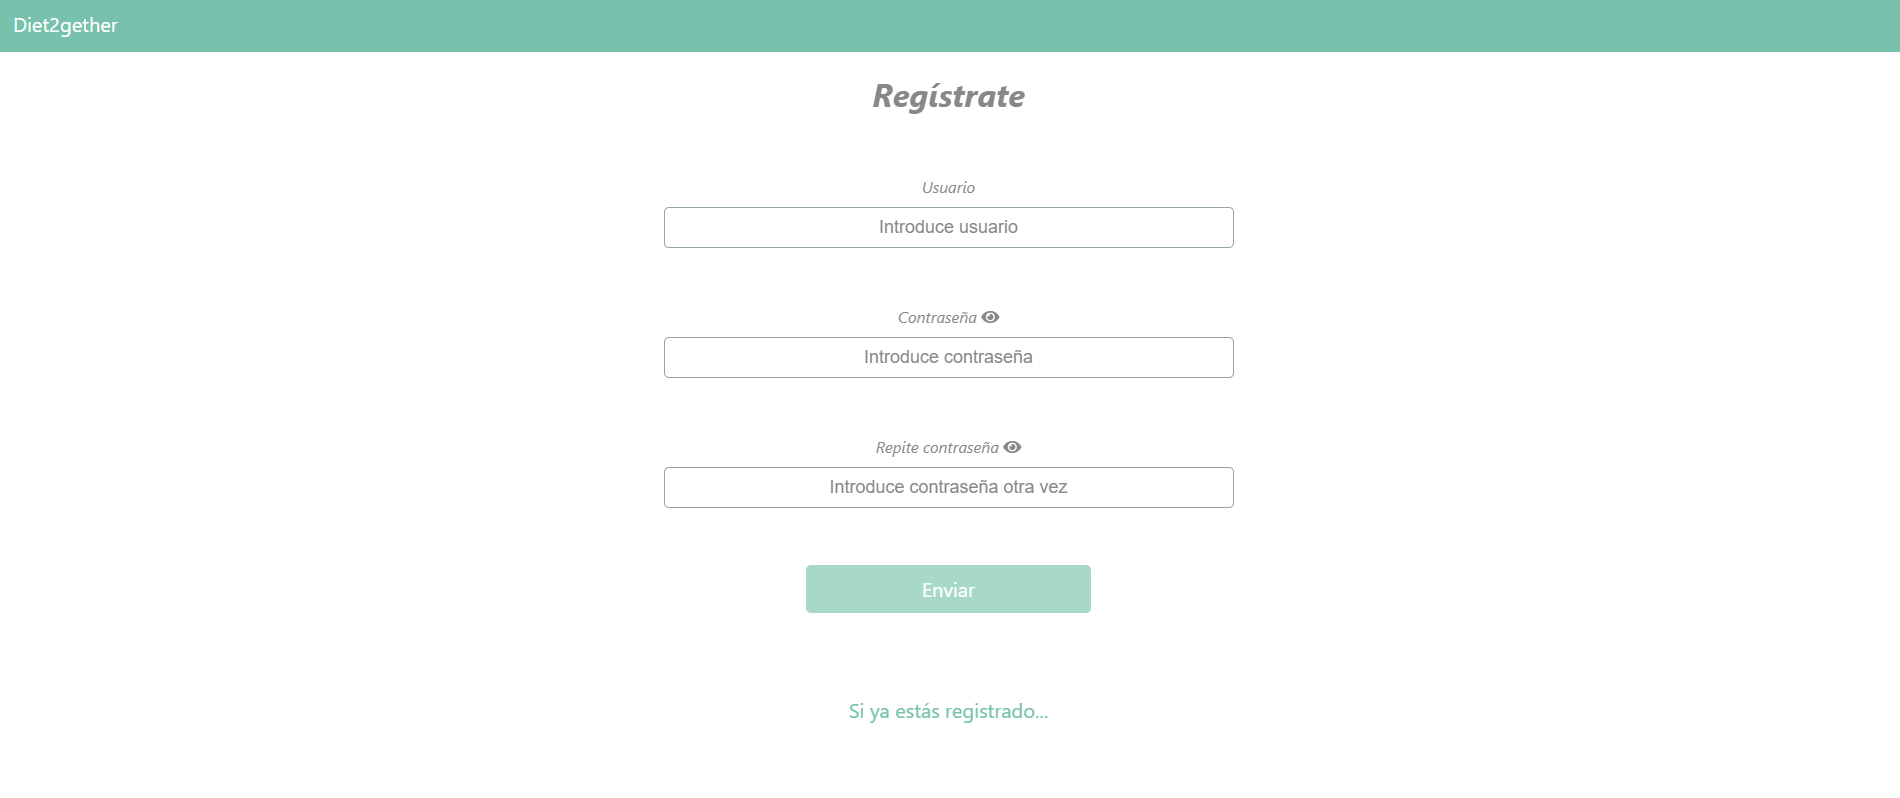 Diet2gether
Regístrate
Usuario
Introduce usuario
Contraseña
Introduce contraseña
Repite contraseña
Introduce contraseña otra vez
Enviar
Si ya estás registrado...